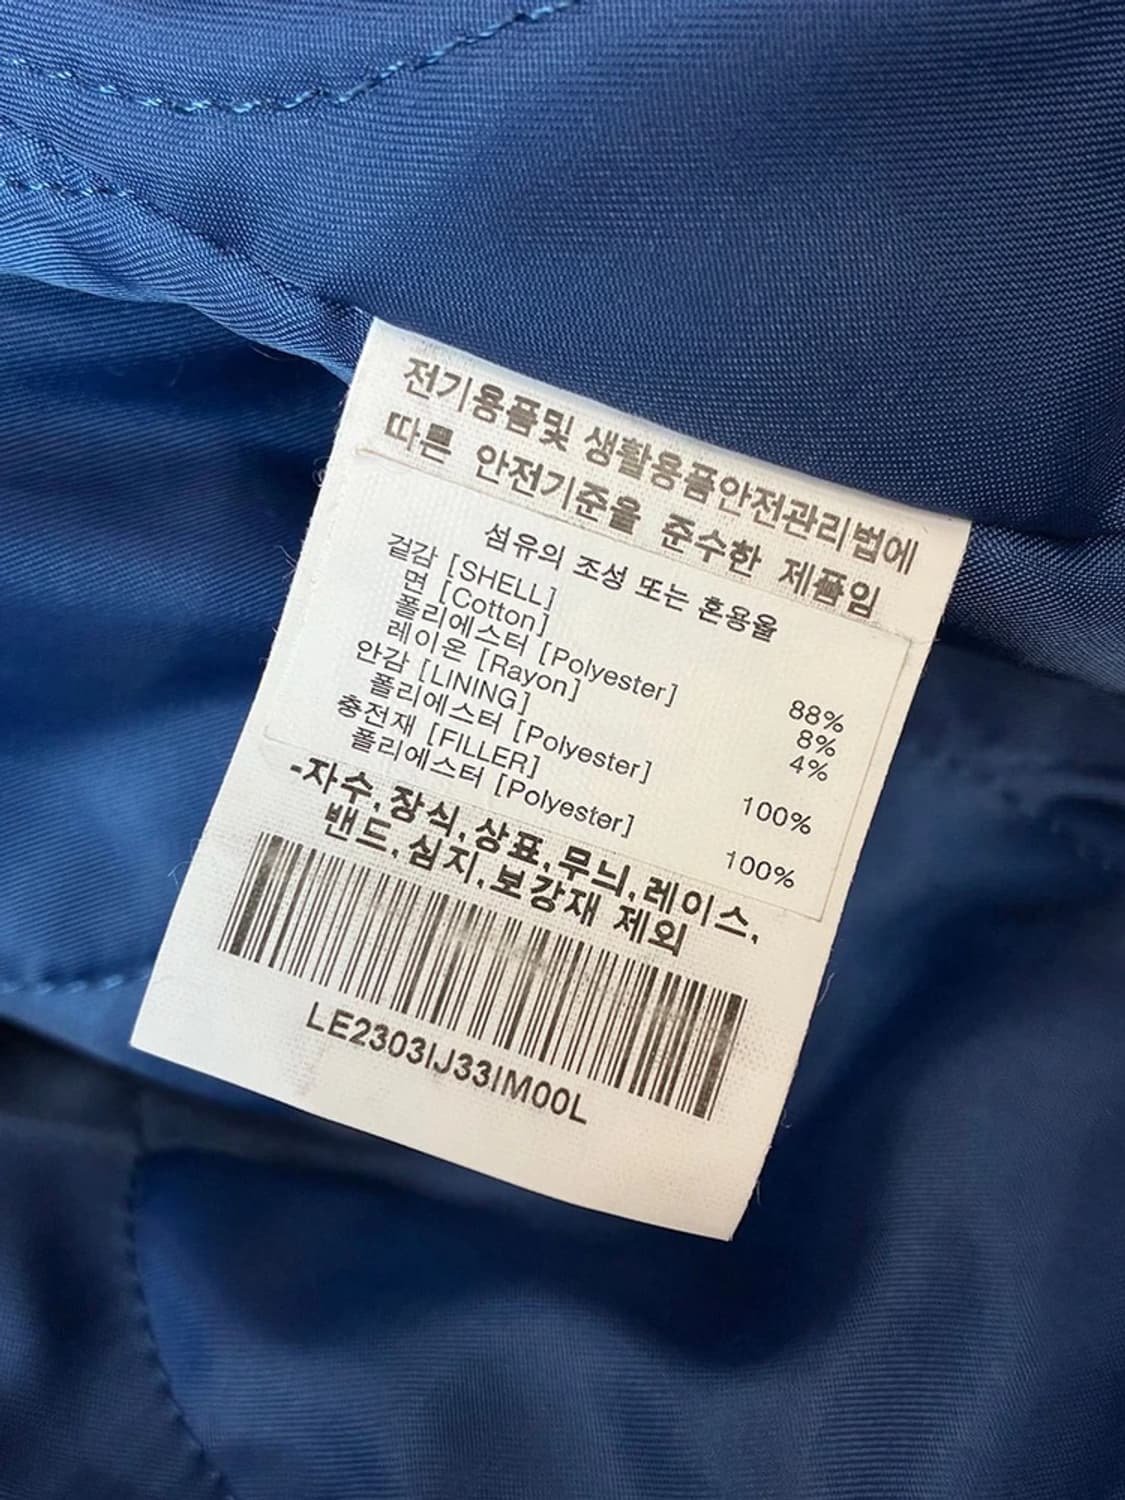 전기용품및 생활용품안전관리법에
따른 안전기준을 준수한 제품임
섬유의 조성 또는 혼용율
겉감 [SHELL]
면 [Cotton] 88%
폴리에스터 [Polyester] 8%
레이온 [Rayon] 4%
안감 [LINING]
폴리에스터 [Polyester] 100%
충전재 [FILLER]
폴리에스터 [Polyester] 100%
-자수,장식,상표,무늬,레이스,
밴드,심지,보강재 제외
LE2303IJ33IM00L